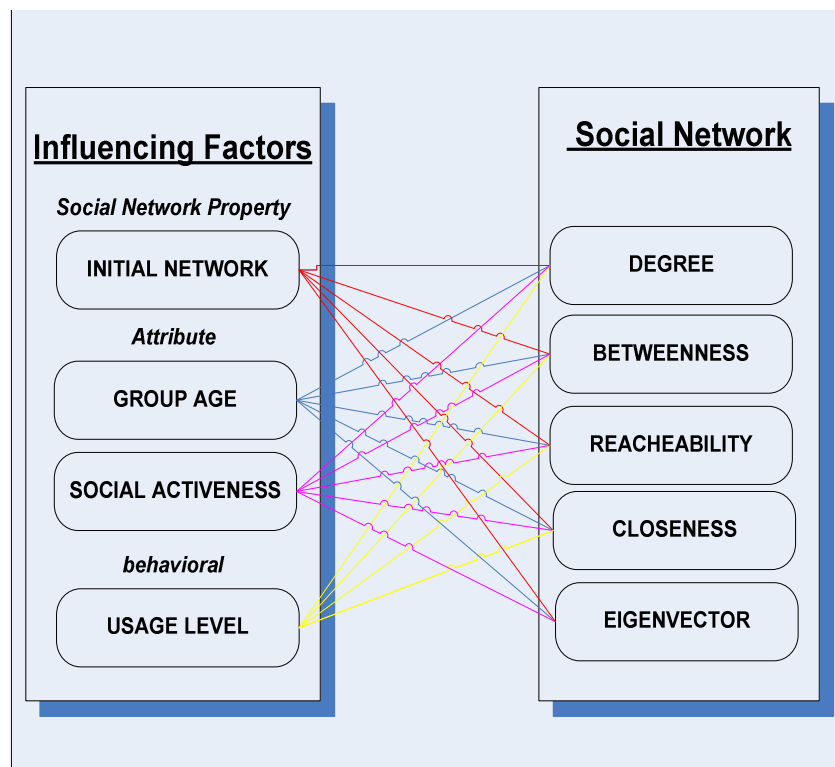 Influencing Factors
Social Network Property
INITIAL NETWORK
Attribute
GROUP AGE
SOCIAL ACTIVENESS
behavioral
USAGE LEVEL
Social Network
DEGREE
BETWEENNESS
REACHEABILITY
CLOSENESS
EIGENVECTOR